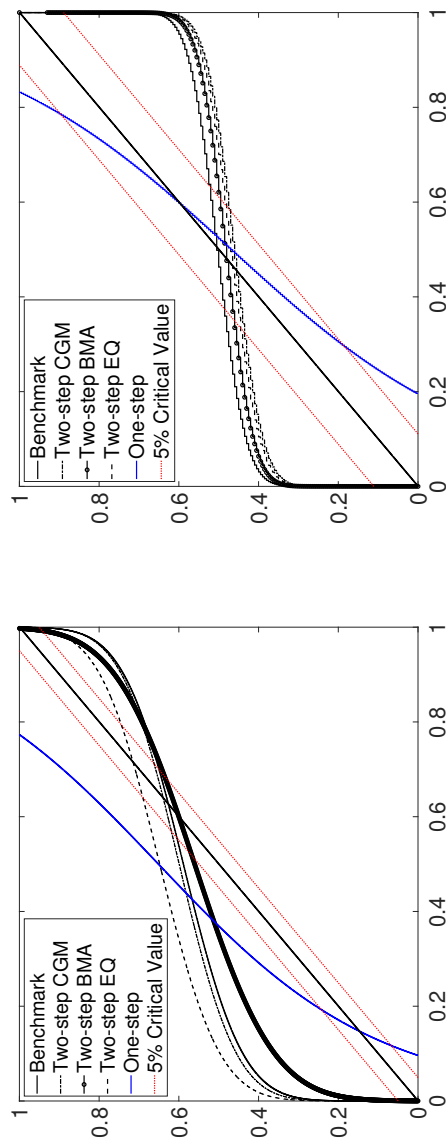 1
0.8
0.6
0.4
0.2
0
0
0.2
0.4
0.6
0.8
1
Benchmark
Two-step CGM
Two-step BMA
Two-step EQ
One-step
5% Critical Value
1
0.8
0.6
0.4
0.2
0
0
0.2
0.4
0.6
0.8
1
Benchmark
Two-step CGM
Two-step BMA
Two-step EQ
One-step
5% Critical Value